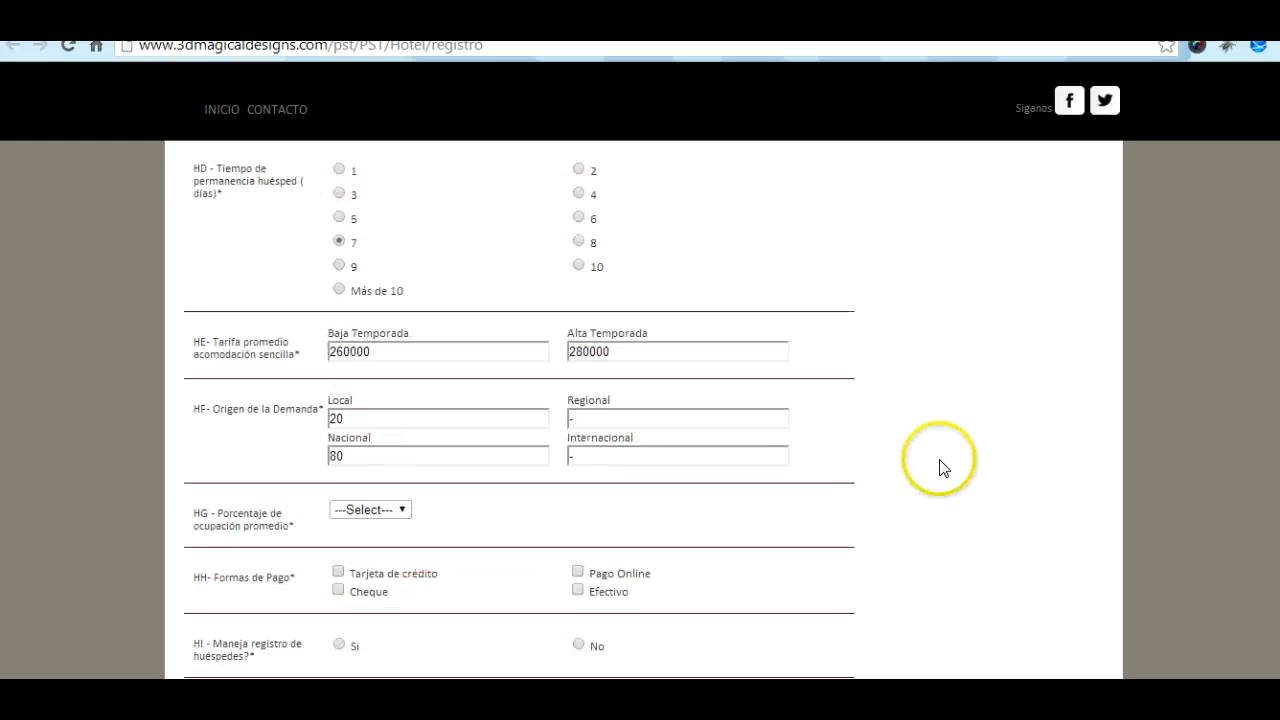 www.3dmagicaldesigns.com/pst/PST/Hotel/registro
INICIO CONTACTO
Siganos
HD - Tiempo de
permanencia huésped (
días)*
1
2
3
4
5
6
7
8
9
10
Más de 10
HE- Tarifa promedio
acomodación sencilla*
Baja Temporada
Alta Temporada
260000
280000
HF- Origen de la Demanda*
Local
Regional
20
-
Nacional
Internacional
80
-
HG - Porcentaje de
ocupación promedio*
---Select---
HH- Formas de Pago*
Tarjeta de crédito
Pago Online
Cheque
Efectivo
HI - Maneja registro de
huéspedes?*
Si
No